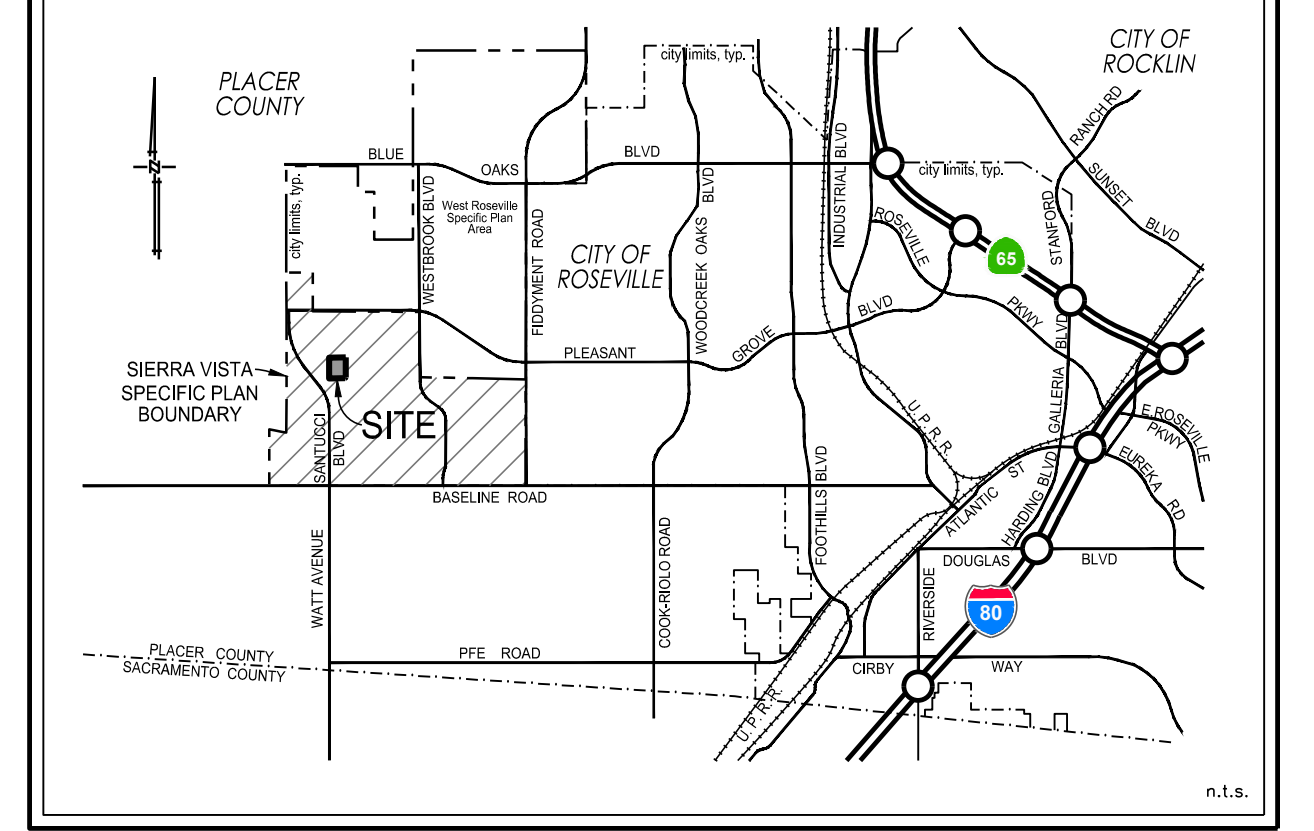 PLACER
COUNTY
CITY OF
ROCKLIN
city limits, typ.
N
BLUE
OAKS
BLVD
city limits, typ.
city limits, typ.
West Roseville
Specific Plan
Area
WESTBROOK BLVD
FIDDYMENT ROAD
CITY OF
ROSEVILLE
WOODCREEK OAKS
BLVD
INDUSTRIAL BLVD
ROSEVILLE
PKWY
RANCH RD
STANFORD
SUNSET
BLVD
65
PLEASANT
GROVE
BLVD
SIERRA VISTA
SPECIFIC PLAN
BOUNDARY
SITE
SANTUCCI
BLVD
GALLERIA
BLVD
E.ROSEVILLE
PKWY
EUREKA
RD
U.P.R.R.
ATLANTIC
ST
HARDING BLVD
BASELINE ROAD
FOOTHILLS BLVD
WATT AVENUE
COOK-RIOLO ROAD
DOUGLAS
BLVD
RIVERSIDE
80
PLACER COUNTY
SACRAMENTO COUNTY
PFE ROAD
CIRBY
WAY
U.P.R.R.
n.t.s.